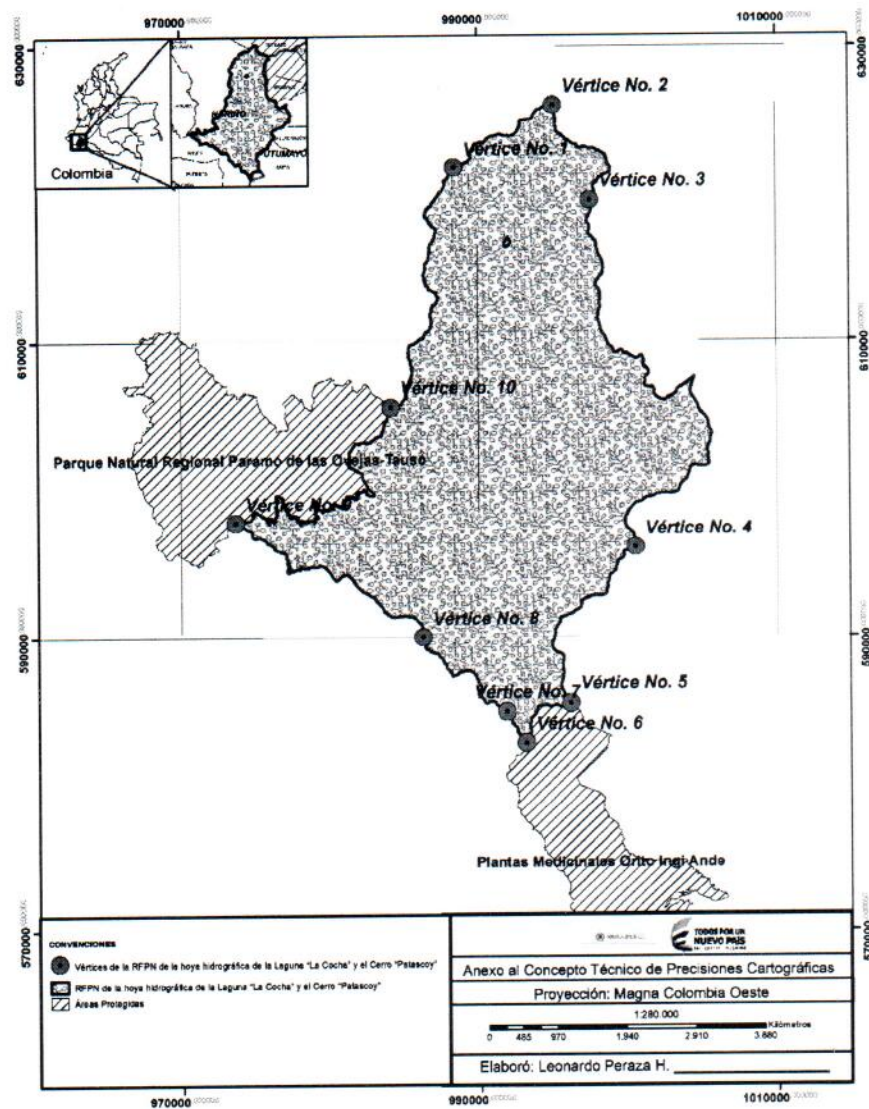 970000
990000
1010000
630000
630000
Colombia
Vértice No. 2
Vértice No. 1
Vértice No. 3
610000
610000
Vértice No. 10
Parque Natural Regional Paramo de las Ovejas-Tauso
Vértice No.
Vértice No. 4
590000
590000
Vértice No. 8
Vértice No. 5
Vértice No. 7
Vértice No. 6
Plantas Medicinales Orito Ingi Ande
570000
570000
CONVENCIONES
Vértices de la RFPN de la hoya hidrográfica de la Laguna "La Cocha" y el Cerro "Patascoy"
RFPN de la hoya hidrográfica de la Laguna "La Cocha" y el Cerro "Patascoy"
Áreas Protegidas
TODOS POR UN
NUEVO PAÍS
Anexo al Concepto Técnico de Precisiones Cartográficas
Proyección: Magna Colombia Oeste
1:280.000
Kilómetros
0 485 970 1.940 2.910 3.880
Elaboró: Leonardo Peraza H.
970000
990000
1010000